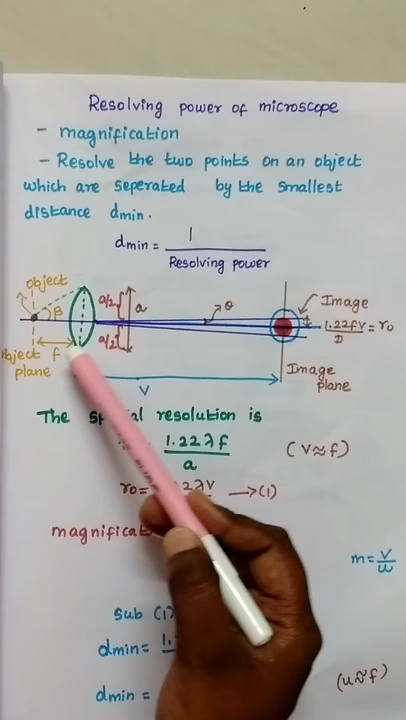 Resolving power of microscope
- magnification
- Resolve the two points on an object
which are seperated by the smallest
distance dmin.
dmin = 1 / Resolving power
object
β
a/2
a
θ
Image
1.22fV/D = r0
a/2
object f
plane
Image
plane
V
The resolution is
1.22λf/a (V≈f)
r0= 2λV →(1)
m=V/u
sub (1)
dmin=
(u≈f)
dmin =